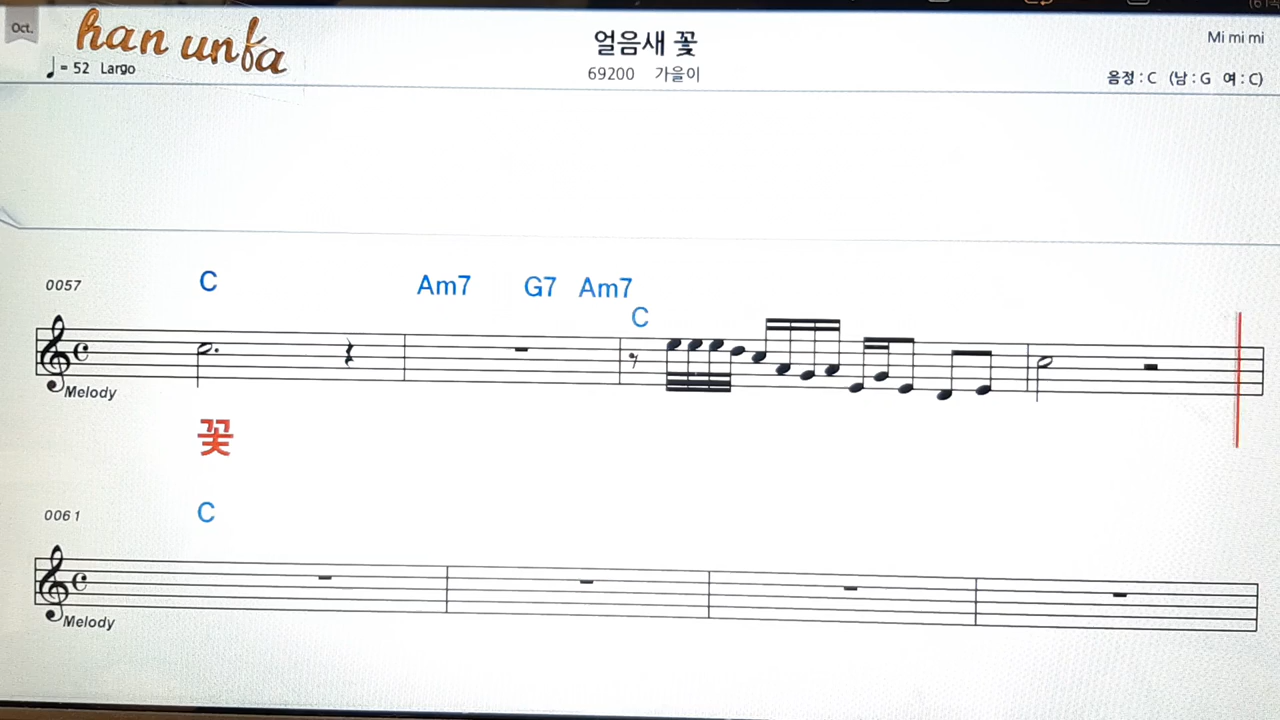 Oct.
han unfa
얼음새 꽃
Mi mi mi
♩ = 52 Largo
69200 가을이
음정 : C (남 : G 여 : C)
0057
C
Am7
G7
Am7
C
Melody
꽃
0061
C
Melody